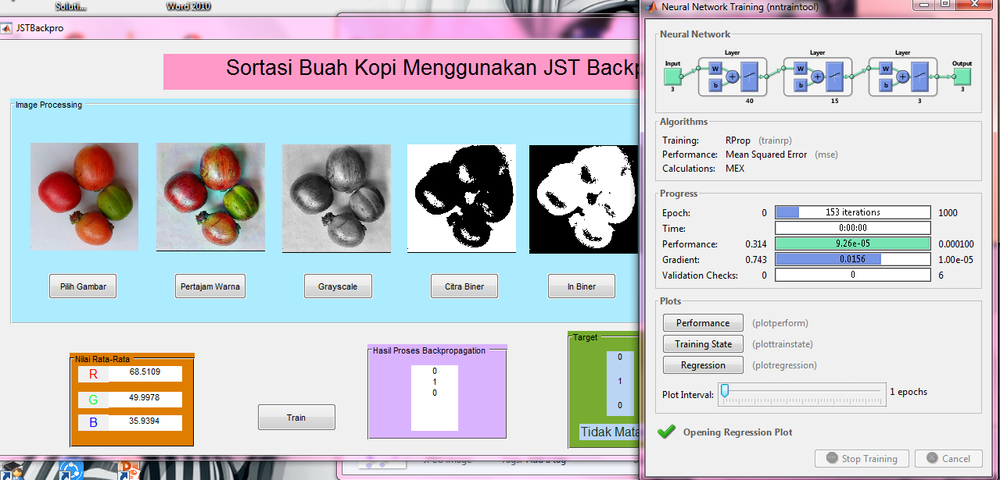 Soluti...
Word 2010
JSTBackpro
Sortasi Buah Kopi Menggunakan JST Backp
Image Processing
Pilih Gambar
Pertajam Warna
Grayscale
Citra Biner
In Biner
Nilai Rata-Rata
R 68.5109
G 49.9978
B 35.9394
Train
Hasil Proses Backpropagation
0
1
0
Target
0
1
0
Tidak Mata
JPEG Image
Tags: Add a tag
Neural Network Training (nntraintool)
Neural Network
Layer Layer Layer
Input Output
W W W
b b b
3 3
40 15 3
Algorithms
Training: RProp (trainrp)
Performance: Mean Squared Error (mse)
Calculations: MEX
Progress
Epoch: 0 153 iterations 1000
Time: 0:00:00
Performance: 0.314 9.26e-05 0.000100
Gradient: 0.743 0.0156 1.00e-05
Validation Checks: 0 0 6
Plots
Performance (plotperform)
Training State (plottrainstate)
Regression (plotregression)
Plot Interval: 1 epochs
Opening Regression Plot
Stop Training
Cancel